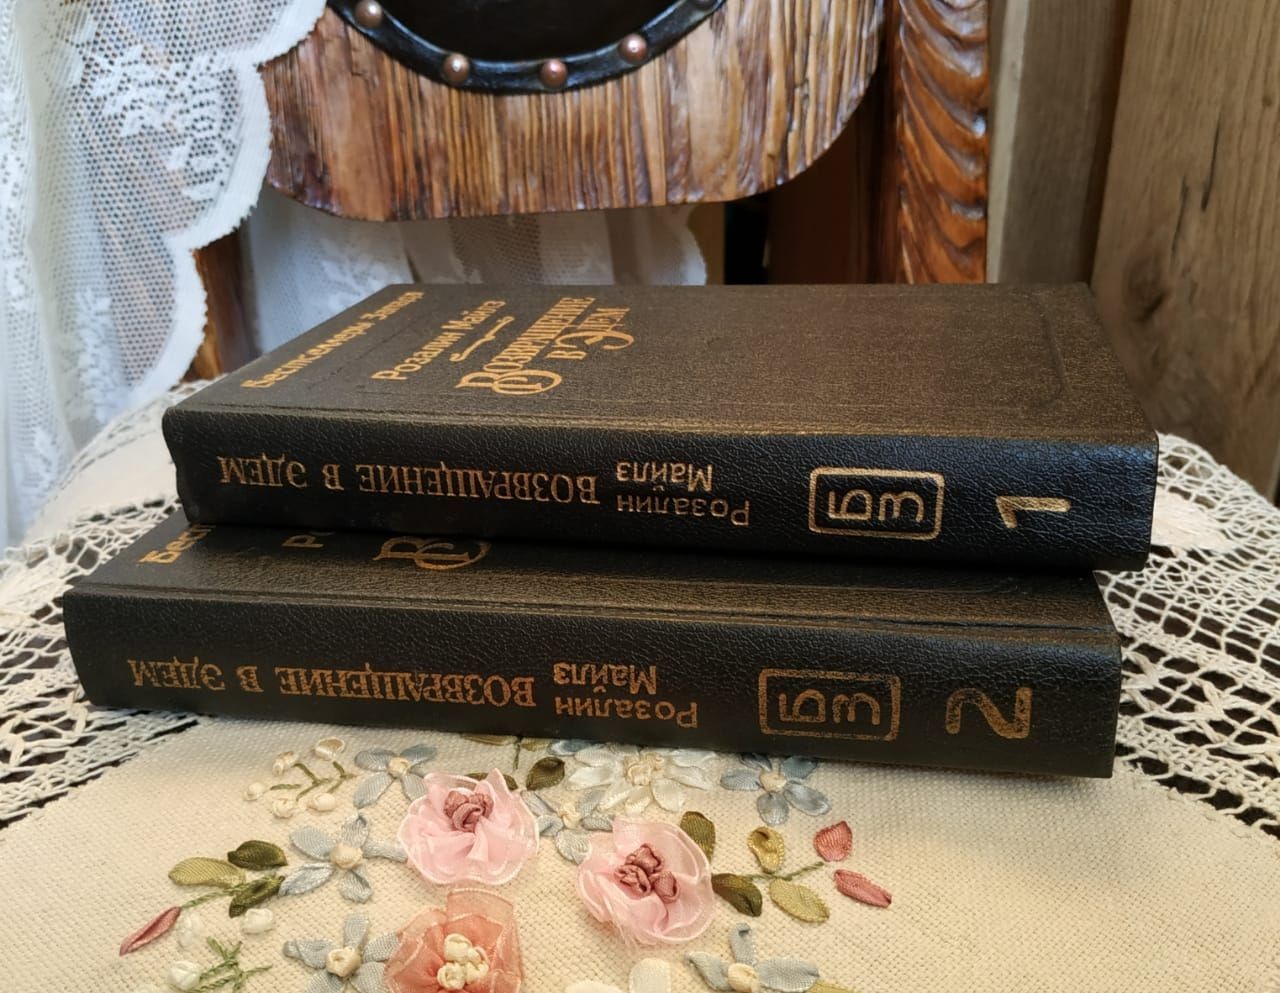 Бестселлеры Запада
Розалин Майлз
Возвращение
в
Эдем
Розалин
Майлз
ВОЗВРАЩЕНИЕ В ЭДЕМ
БЗ
1
Розалин
Майлз
ВОЗВРАЩЕНИЕ В ЭДЕМ
БЗ
2